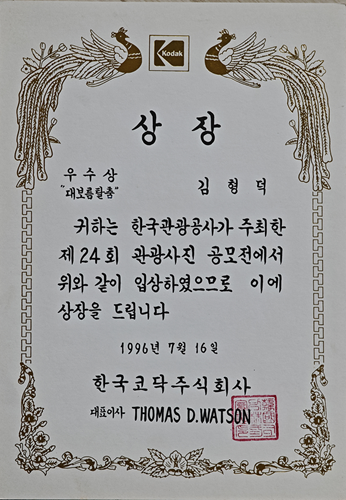 Kodak
상 장
우수상
"대보름탈춤"
김 형 덕
귀하는 한국관광공사가 주최한
제24회 관광사진 공모전에서
위와 같이 입상하였으므로 이에
상장을 드립니다
1996년 7월 16일
한국코닥주식회사
대표이사 THOMAS D. WATSON